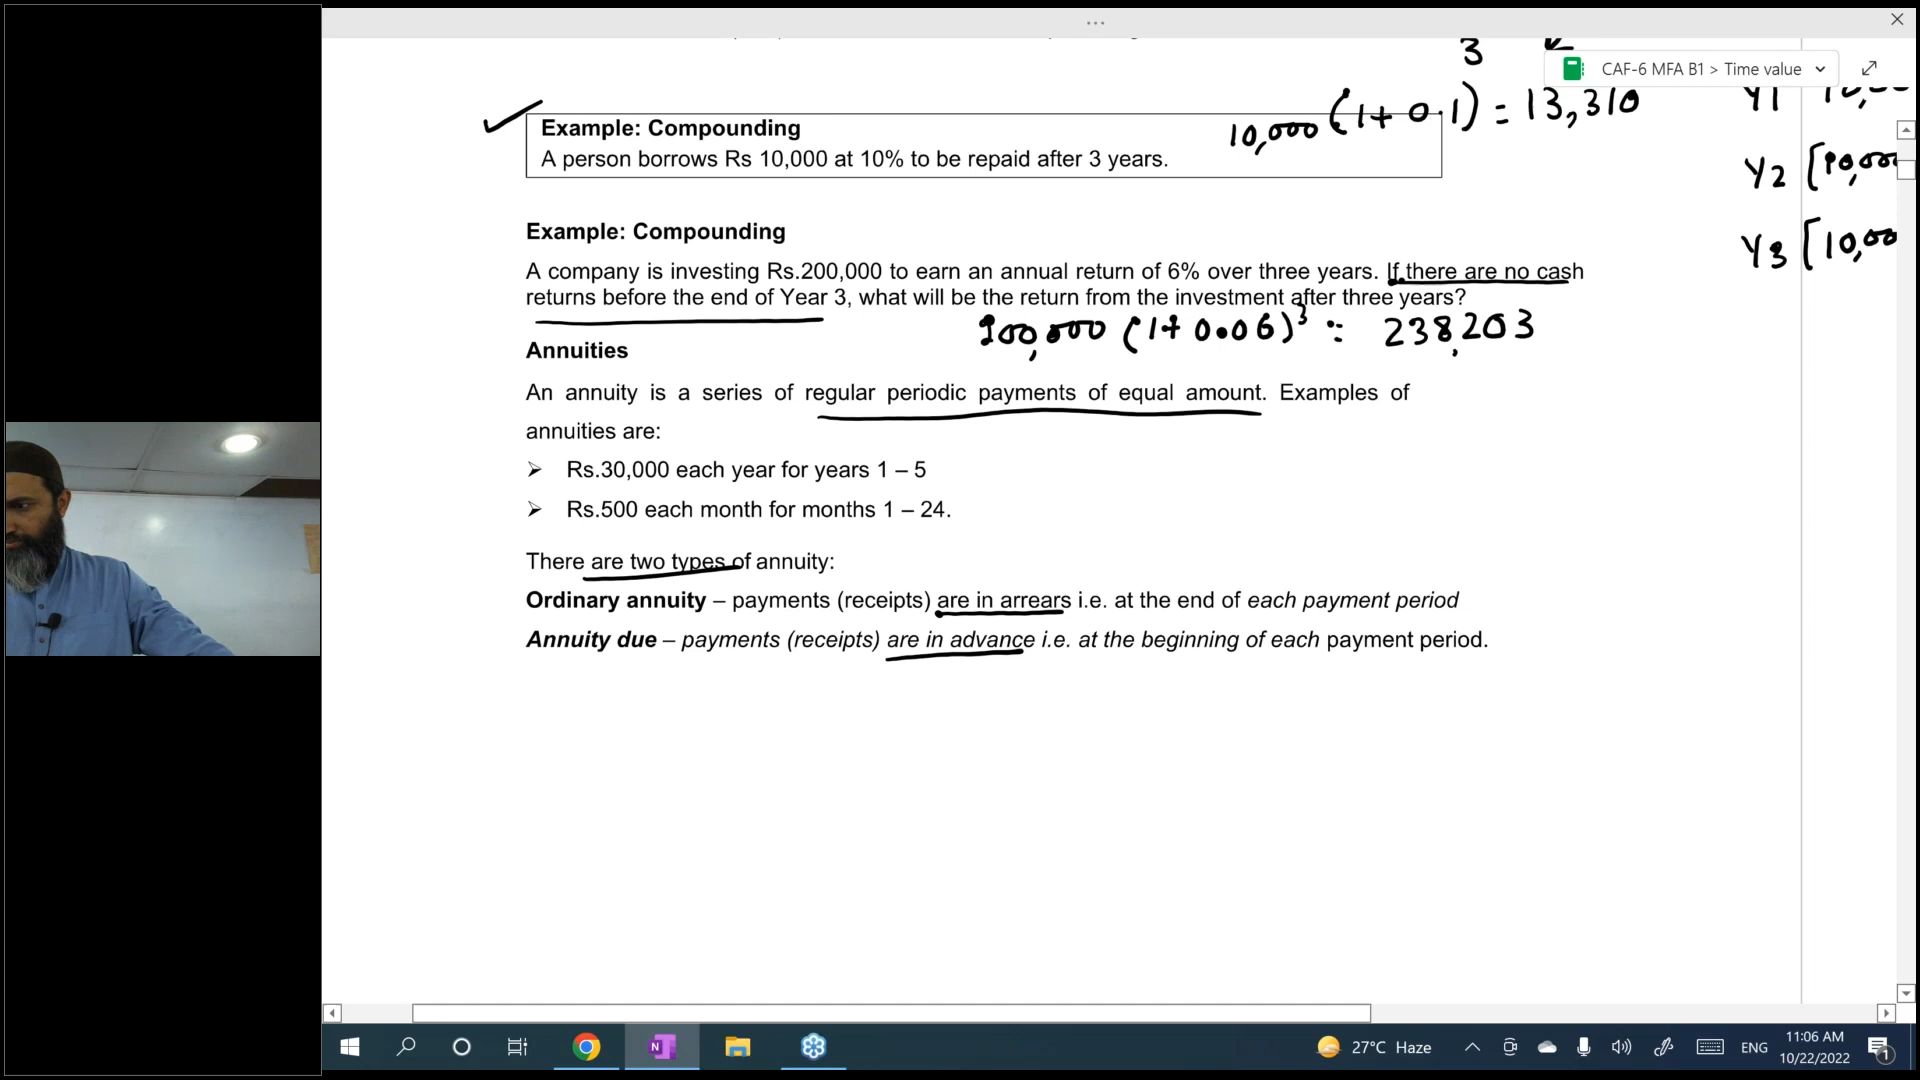 ...
3
CAF-6 MFA B1 > Time value
10,000 (1 + 0.1) = 13,310
Y1 10,00
Example: Compounding
A person borrows Rs 10,000 at 10% to be repaid after 3 years.
Y2 [10,000
Example: Compounding
Y3 [10,00
A company is investing Rs.200,000 to earn an annual return of 6% over three years. If there are no cash
returns before the end of Year 3, what will be the return from the investment after three years?
200,000 (1+ 0.06)³ = 238,203
Annuities
An annuity is a series of regular periodic payments of equal amount. Examples of
annuities are:
➢ Rs.30,000 each year for years 1 – 5
➢ Rs.500 each month for months 1 – 24.
There are two types of annuity:
Ordinary annuity – payments (receipts) are in arrears i.e. at the end of each payment period
Annuity due – payments (receipts) are in advance i.e. at the beginning of each payment period.
N
27°C Haze
ENG
11:06 AM
10/22/2022
1